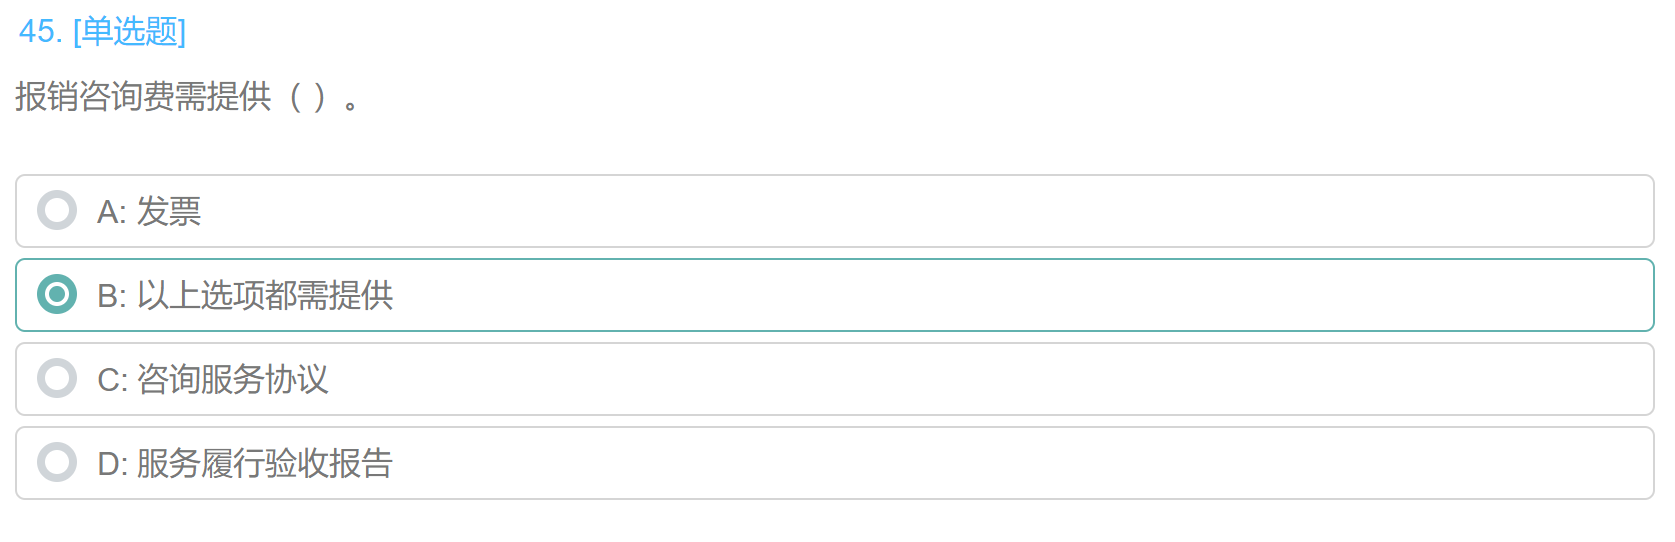 45. [单选题]
报销咨询费需提供（ ）。
A: 发票
B: 以上选项都需提供
C: 咨询服务协议
D: 服务履行验收报告